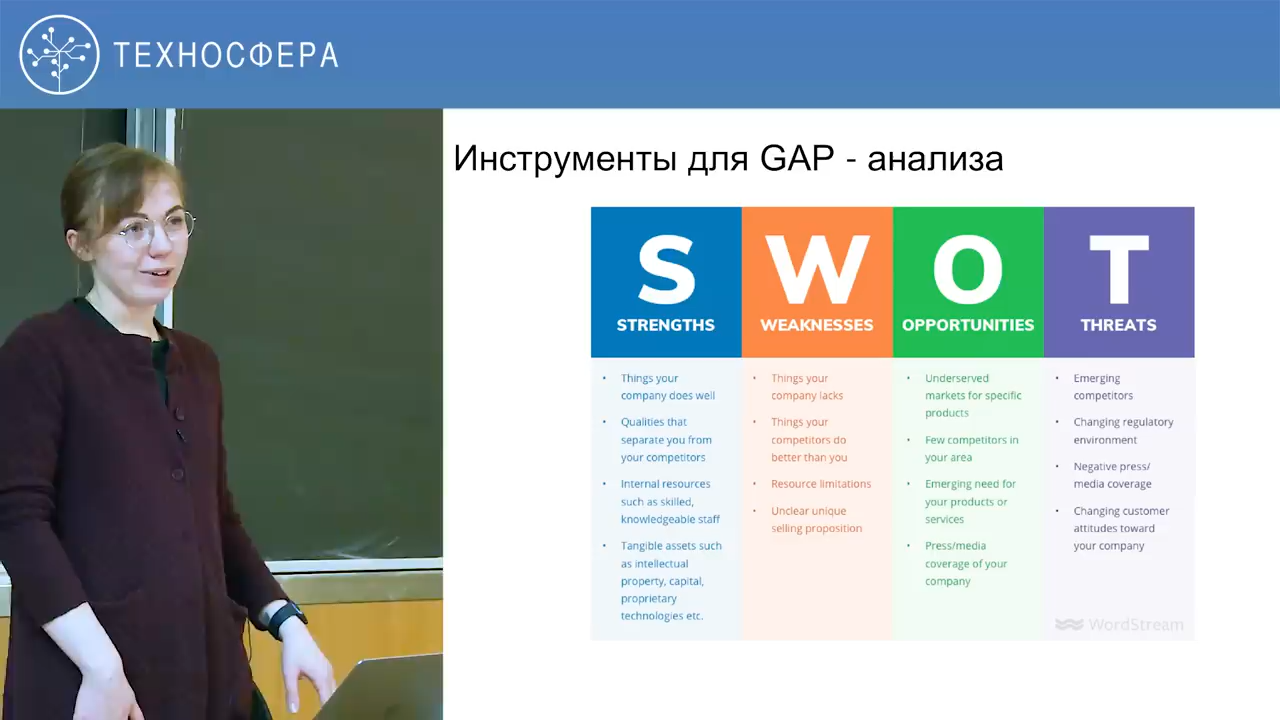 ТЕХНОСФЕРА
Инструменты для GAP - анализа
S
STRENGTHS
W
WEAKNESSES
O
OPPORTUNITIES
T
THREATS
• Things your
company does well
• Qualities that
separate you from
your competitors
• Internal resources
such as skilled,
knowledgeable staff
• Tangible assets such
as intellectual
property, capital,
proprietary
technologies etc.
• Things your
company lacks
• Things your
competitors do
better than you
• Resource limitations
• Unclear unique
selling proposition
• Underserved
markets for specific
products
• Few competitors in
your area
• Emerging need for
your products or
services
• Press/media
coverage of your
company
• Emerging
competitors
• Changing regulatory
environment
• Negative press/
media coverage
• Changing customer
attitudes toward
your company
WordStream